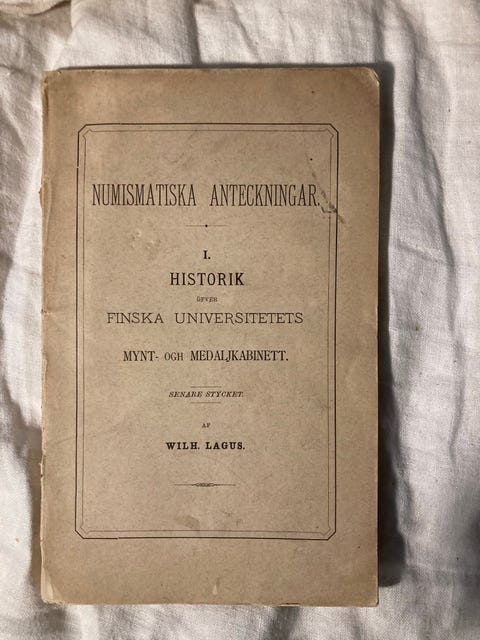 NUMISMATISKA ANTECKNINGAR.
I.
HISTORIK
ÖFVER
FINSKA UNIVERSITETETS
MYNT- OCH MEDALJKABINETT.
SENARE STYCKET.
AF
WILH. LAGUS.